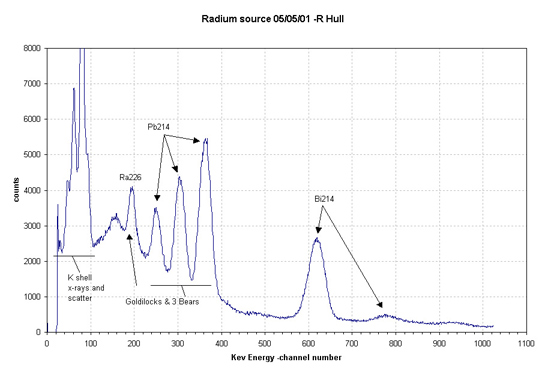 Radium source 05/05/01 -R Hull
8000
7000
6000
5000
4000
3000
2000
1000
0
counts
Pb214
Ra226
Bi214
K shell
x-rays and
scatter
Goldilocks & 3 Bears
0 100 200 300 400 500 600 700 800 900 1000 1100
Kev Energy -channel number